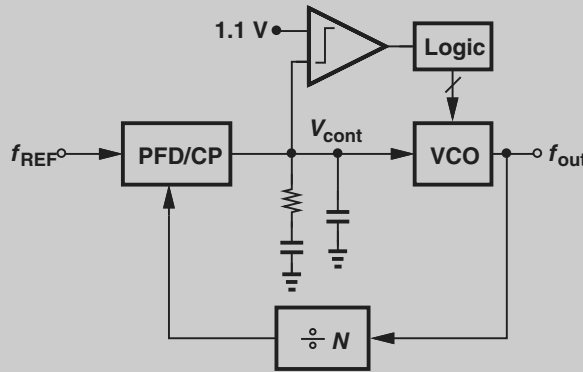 1.1 V
Logic
V_cont
f_REF
PFD/CP
VCO
f_out
÷ N